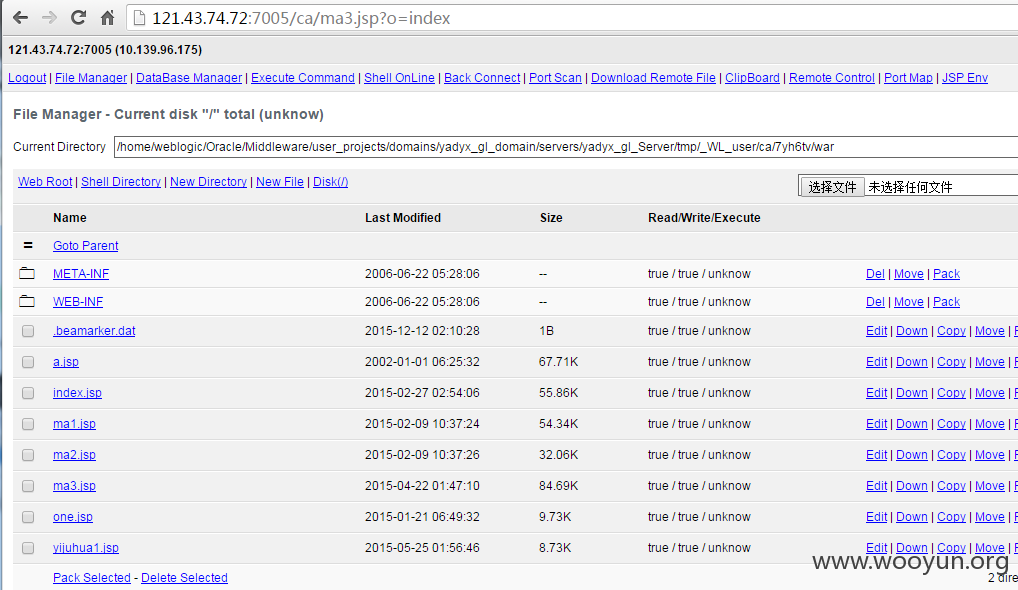 121.43.74.72:7005/ca/ma3.jsp?o=index
121.43.74.72:7005 (10.139.96.175)
Logout | File Manager | DataBase Manager | Execute Command | Shell OnLine | Back Connect | Port Scan | Download Remote File | ClipBoard | Remote Control | Port Map | JSP Env
File Manager - Current disk "/" total (unknow)
Current Directory /home/weblogic/Oracle/Middleware/user_projects/domains/yadyx_gl_domain/servers/yadyx_gl_Server/tmp/_WL_user/ca/7yh6tv/war
Web Root | Shell Directory | New Directory | New File | Disk(/) 选择文件 未选择任何文件
Name Last Modified Size Read/Write/Execute
= Goto Parent
META-INF 2006-06-22 05:28:06 -- true / true / unknow Del | Move | Pack
WEB-INF 2006-06-22 05:28:06 -- true / true / unknow Del | Move | Pack
.beamarker.dat 2015-12-12 02:10:28 1B true / true / unknow Edit | Down | Copy | Move |
a.jsp 2002-01-01 06:25:32 67.71K true / true / unknow Edit | Down | Copy | Move |
index.jsp 2015-02-27 02:54:06 55.86K true / true / unknow Edit | Down | Copy | Move |
ma1.jsp 2015-02-09 10:37:24 54.34K true / true / unknow Edit | Down | Copy | Move |
ma2.jsp 2015-02-09 10:37:26 32.06K true / true / unknow Edit | Down | Copy | Move |
ma3.jsp 2015-04-22 01:47:10 84.69K true / true / unknow Edit | Down | Copy | Move |
one.jsp 2015-01-21 06:49:32 9.73K true / true / unknow Edit | Down | Copy | Move |
yijuhua1.jsp 2015-05-25 01:56:46 8.73K true / true / unknow Edit | Down | Copy | Move |
www.wooyun.org
Pack Selected - Delete Selected 2 dire